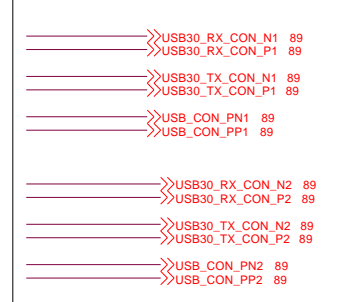 USB30_RX_CON_N1 89
USB30_RX_CON_P1 89
USB30_TX_CON_N1 89
USB30_TX_CON_P1 89
USB_CON_PN1 89
USB_CON_PP1 89
USB30_RX_CON_N2 89
USB30_RX_CON_P2 89
USB30_TX_CON_N2 89
USB30_TX_CON_P2 89
USB_CON_PN2 89
USB_CON_PP2 89